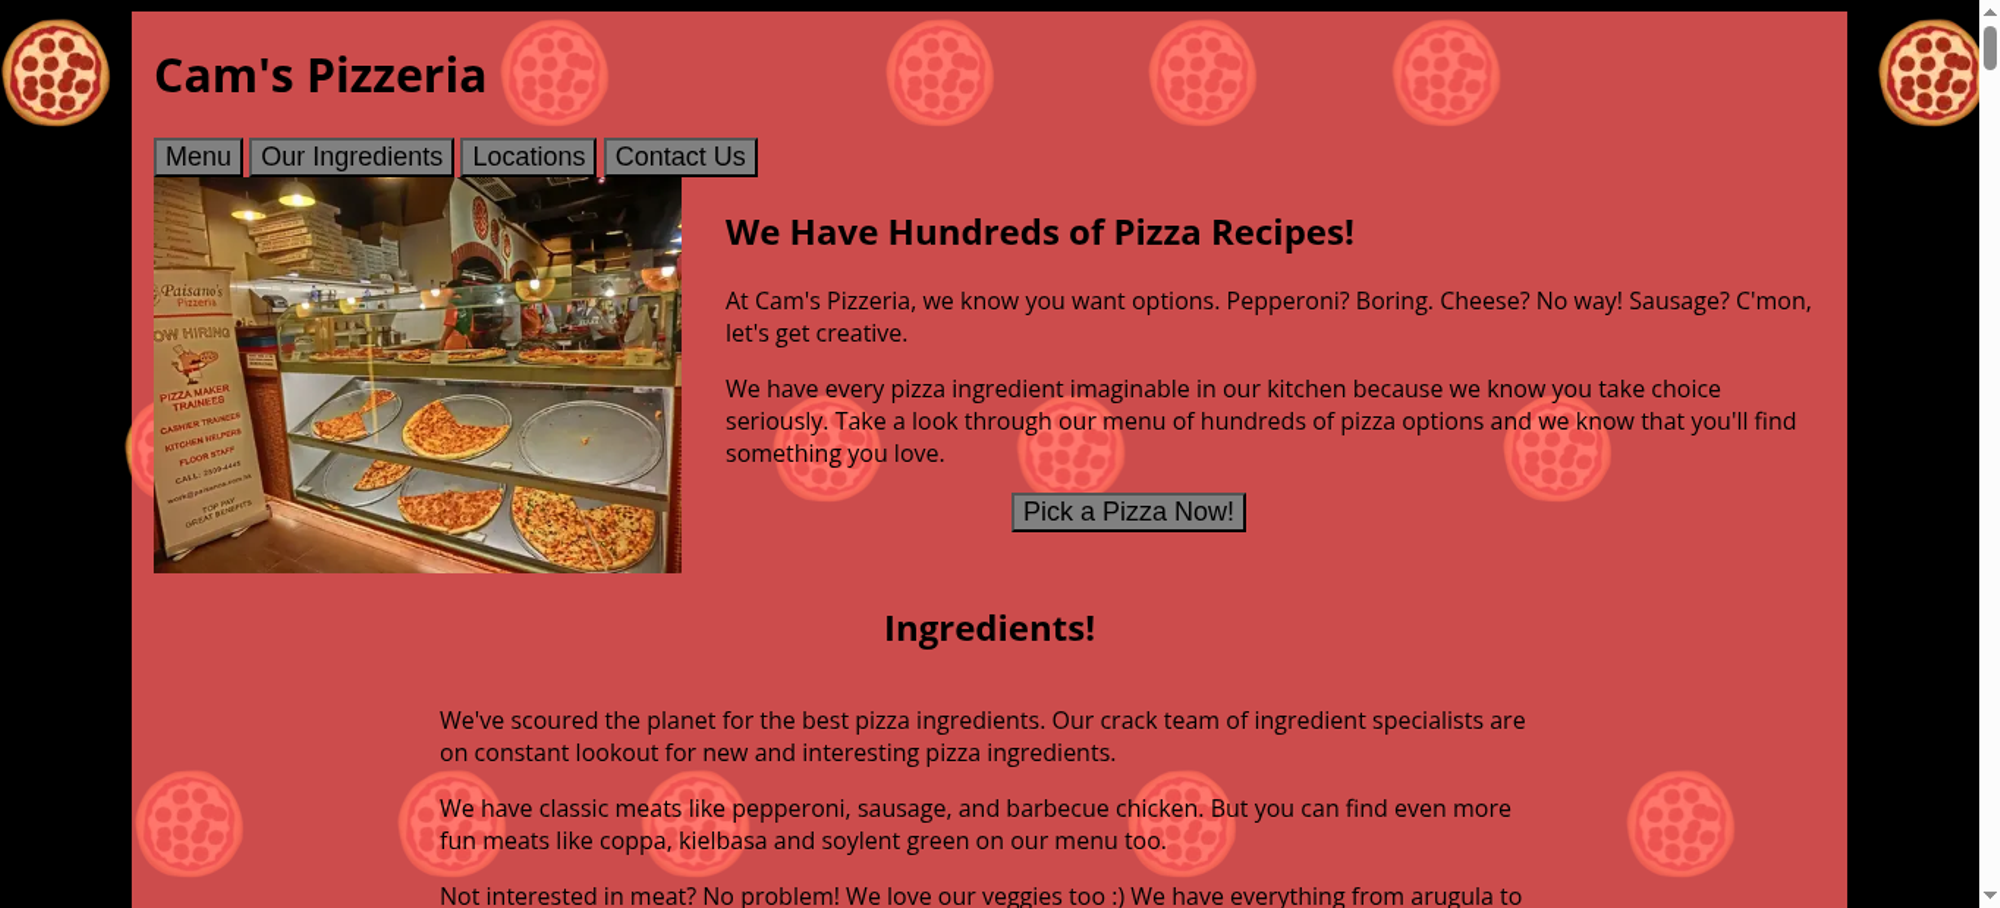 Cam's Pizzeria
Menu
Our Ingredients
Locations
Contact Us
Paisano's
Pizzeria
OW HIRING
PIZZA MAKER
TRAINEES
CASHIER TRAINEES
KITCHEN HELPERS
FLOOR STAFF
CALL: 2509-4445
TOP PAY
GREAT BENEFITS
We Have Hundreds of Pizza Recipes!
At Cam's Pizzeria, we know you want options. Pepperoni? Boring. Cheese? No way! Sausage? C'mon,
let's get creative.
We have every pizza ingredient imaginable in our kitchen because we know you take choice
seriously. Take a look through our menu of hundreds of pizza options and we know that you'll find
something you love.
Pick a Pizza Now!
Ingredients!
We've scoured the planet for the best pizza ingredients. Our crack team of ingredient specialists are
on constant lookout for new and interesting pizza ingredients.
We have classic meats like pepperoni, sausage, and barbecue chicken. But you can find even more
fun meats like coppa, kielbasa and soylent green on our menu too.
Not interested in meat? No problem! We love our veggies too :) We have everything from arugula to